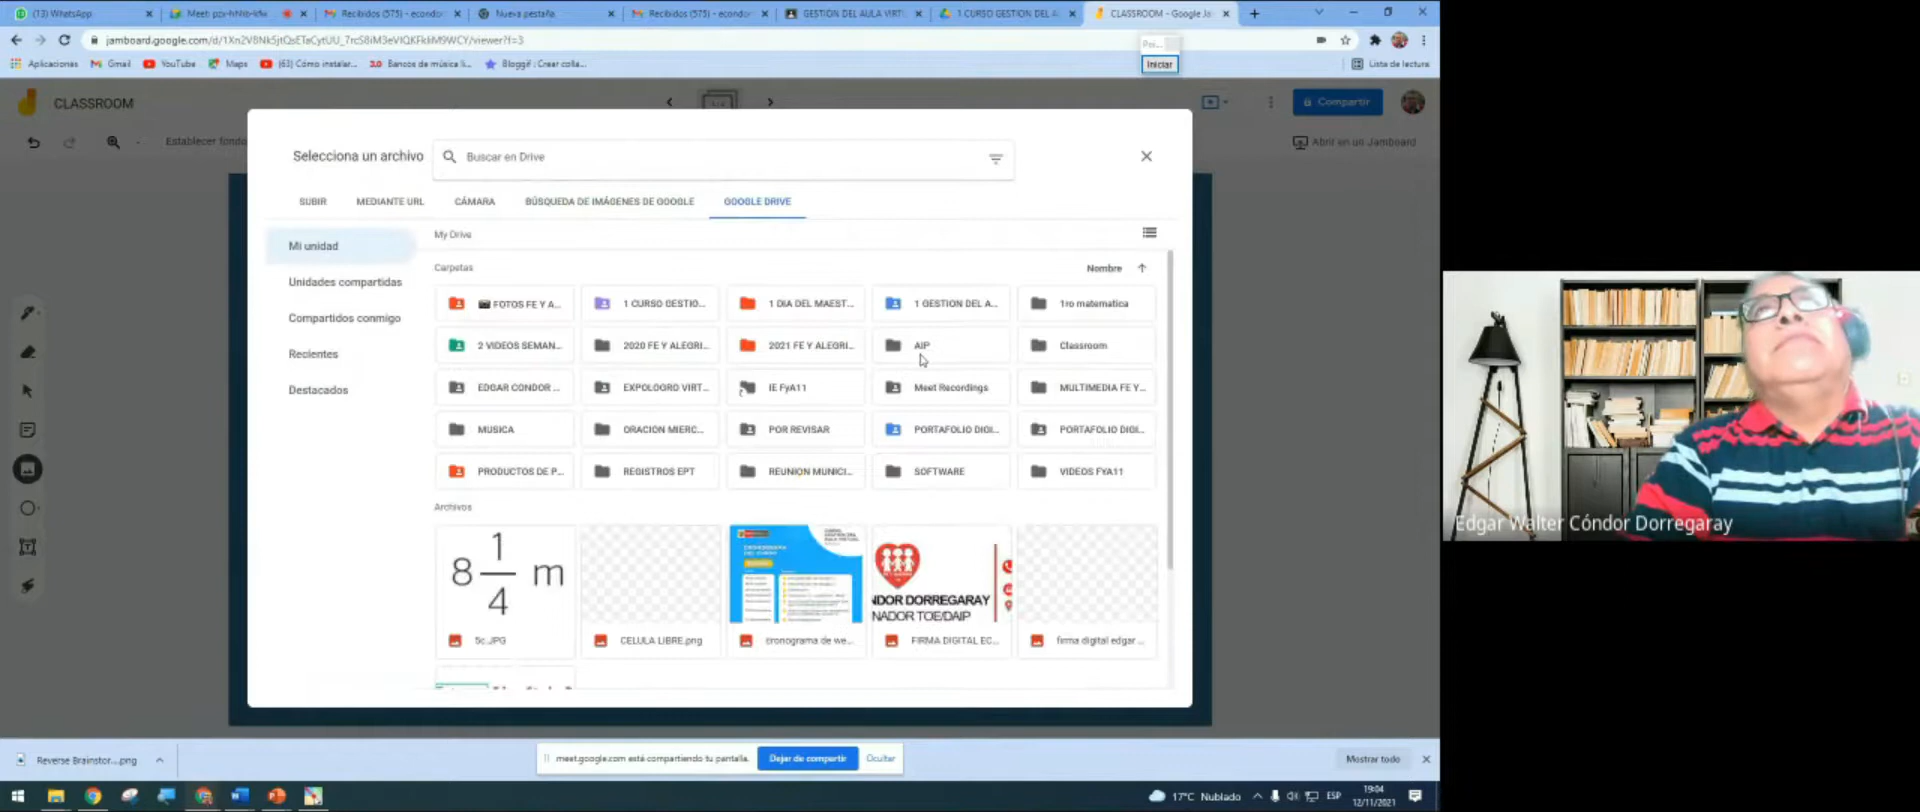 (13) WhatsApp
Recibidos (575) - econdor
Nueva pestaña
Recibidos (575) - econdor
GESTION DEL AULA VIRTU
1 CURSO GESTIÓN DEL A
CLASSROOM - Google Ja
Iniciar
Aplicaciones
Gmail
YouTube
Maps
(63) Cómo instalar...
Bancos de música li...
Bloggif : Crear colla...
Lista de lectura
CLASSROOM
Compartir
Establecer fondo
Abrir en un Jamboard
Selecciona un archivo
Buscar en Drive
SUBIR
MEDIANTE URL
CÁMARA
BÚSQUEDA DE IMÁGENES DE GOOGLE
GOOGLE DRIVE
Mi unidad
Unidades compartidas
Compartidos conmigo
Recientes
Destacados
My Drive
Carpetas
Nombre
FOTOS FE Y A...
1 CURSO GESTIO...
1 DIA DEL MAEST...
1 GESTION DEL A...
1ro matematica
2 VIDEOS SEMAN...
2020 FE Y ALEGRI...
2021 FE Y ALEGRI...
AIP
Classroom
EDGAR CONDOR ...
EXPOLOGRO VIRT...
IE FyA11
Meet Recordings
MULTIMEDIA FE Y...
MUSICA
ORACION MIERC...
POR REVISAR
PORTAFOLIO DIGI...
PORTAFOLIO DIGI...
PRODUCTOS DE P...
REGISTROS EPT
REUNION MUNICI...
SOFTWARE
VIDEOS FYA11
Archivos
8 1/4 m
NDOR DORREGARAY
NADOR TOE/DAIP
5c.JPG
CELULA LIBRE.png
cronograma de we...
FIRMA DIGITAL EC...
firma digital edgar...
Edgar Walter Cóndor Dorregaray
Reverse Brainstor....png
meet.google.com está compartiendo tu pantalla.
Dejar de compartir
Ocultar
Mostrar todo
17°C Nublado
ESP
19:04
12/11/2021